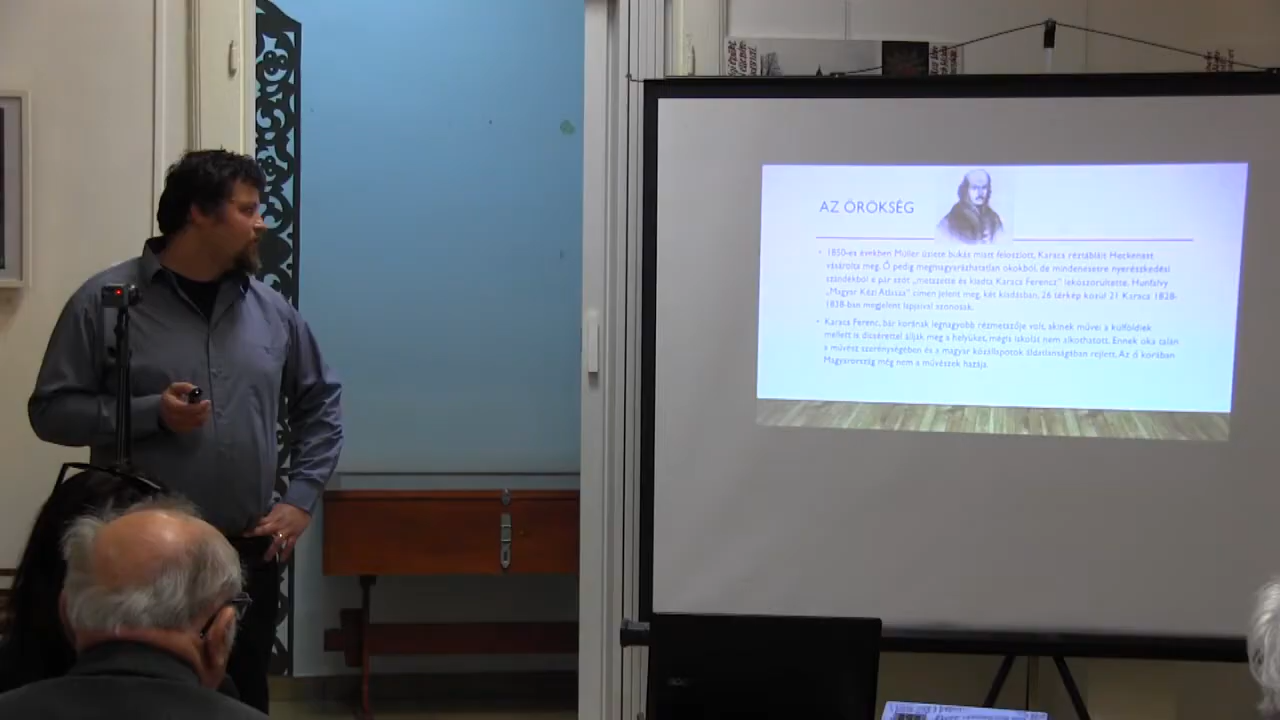 AZ ÖRÖKSÉG
• 1850-es években Müller üzlete bukás miatt feloszlott, Karacs réztábláit Heckenast
vásárolta meg. Ő pedig megmagyarázhatatlan okokból, de mindenesetre nyerészkedési
szándékból a pár szót „metszette és kiadta Karacs Ferencz" leköszörültette. Hunfalvy
„Magyar Kézi Atlasza" címen jelent meg, két kiadásban, 26 térkép közül 21 Karacs 1828-
1838-ban megjelent lapjaival azonosak.
• Karacs Ferenc, bár korának legnagyobb rézmetszője volt, akinek művei a külföldiek
mellett is dicsérettel állják meg a helyüket, mégis iskolát nem alkothatott. Ennek oka talán
a művész szerénységében és a magyar közállapotok áldatlanságában rejlett. Az ő korában
Magyarország még nem a művészek hazája.